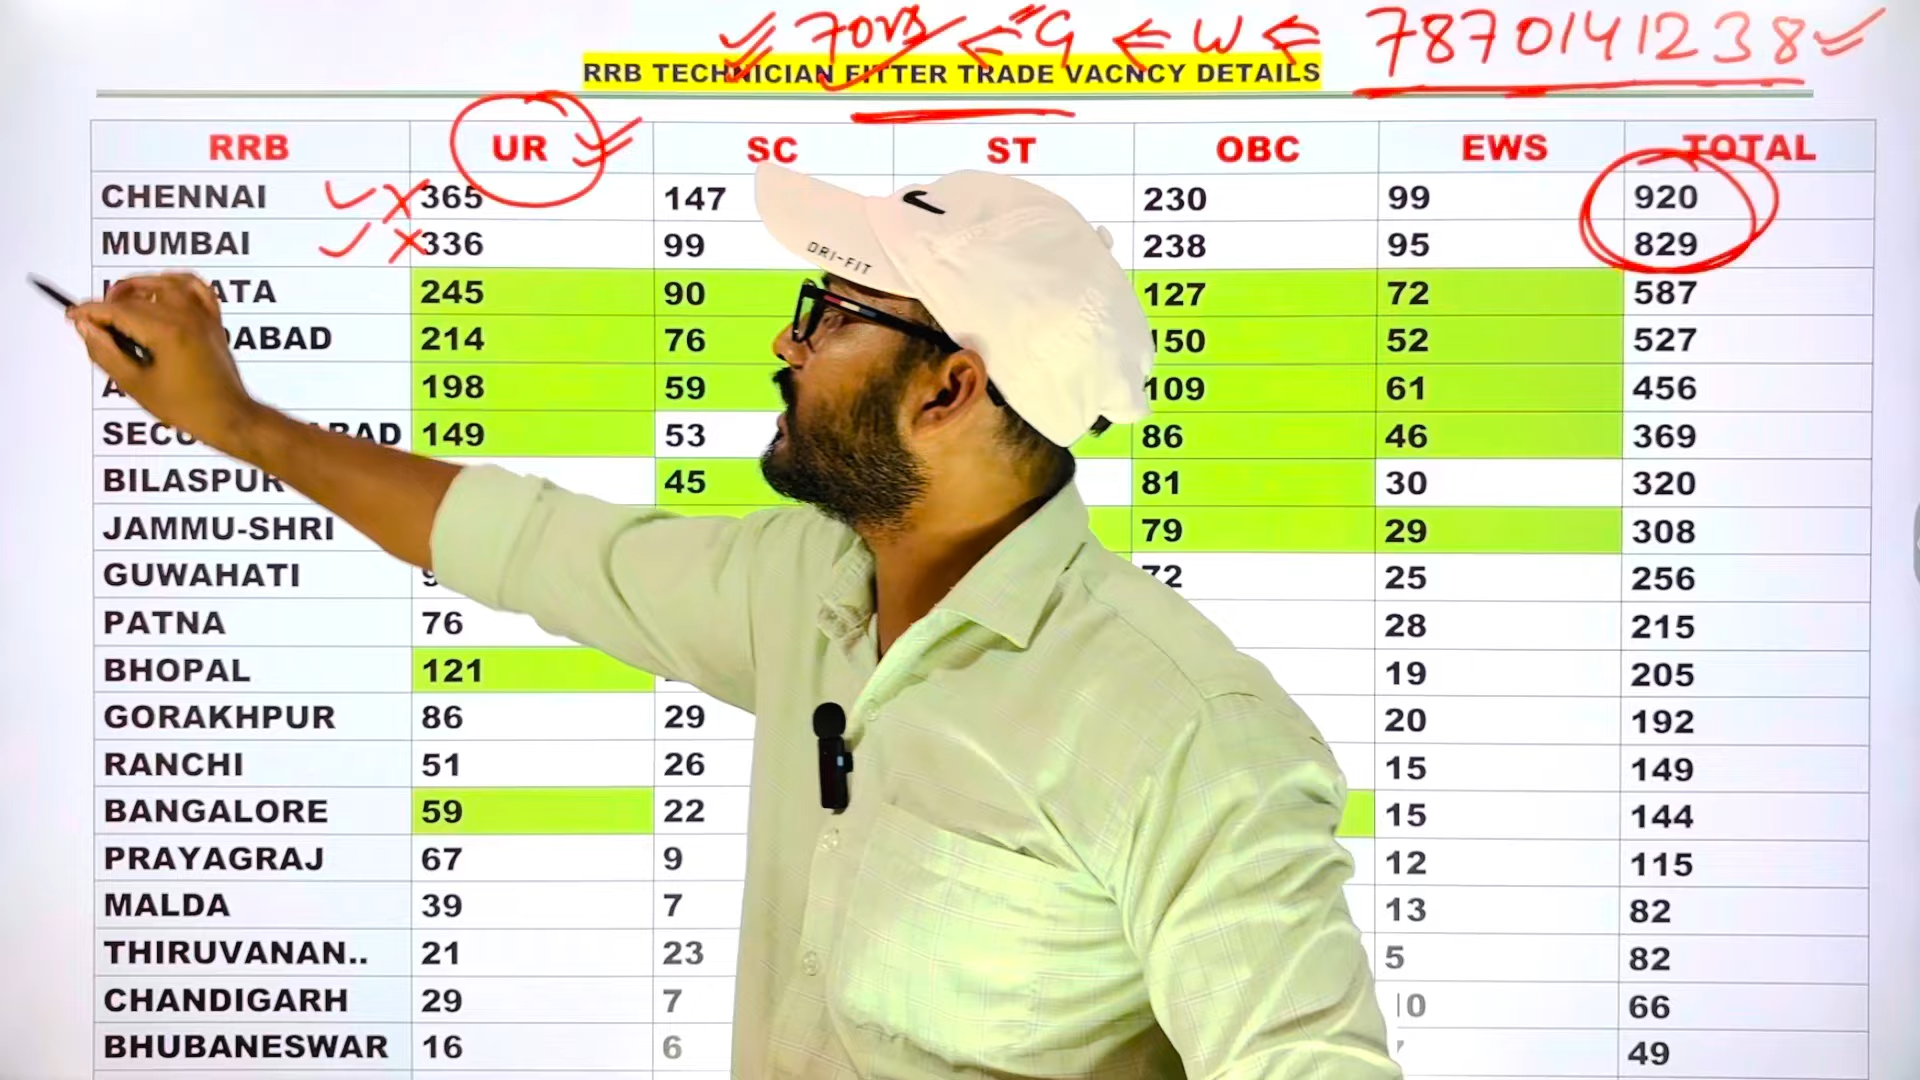 7वाड ← G ← W ← 7870141238
RRB TECHNICIAN FITTER TRADE VACNCY DETAILS
RRB UR SC ST OBC EWS TOTAL
CHENNAI 365 147 230 99 920
MUMBAI 336 99 238 95 829
DRI-FIT
245 90 127 72 587
214 76 150 52 527
198 59 109 61 456
149 53 86 46 369
BILASPUR 45 81 30 320
JAMMU-SHRI 79 29 308
GUWAHATI 72 25 256
PATNA 76 28 215
BHOPAL 121 19 205
GORAKHPUR 86 29 20 192
RANCHI 51 26 15 149
BANGALORE 59 22 15 144
PRAYAGRAJ 67 9 12 115
MALDA 39 7 13 82
THIRUVANAN.. 21 23 5 82
CHANDIGARH 29 7 10 66
BHUBANESWAR 16 6 49